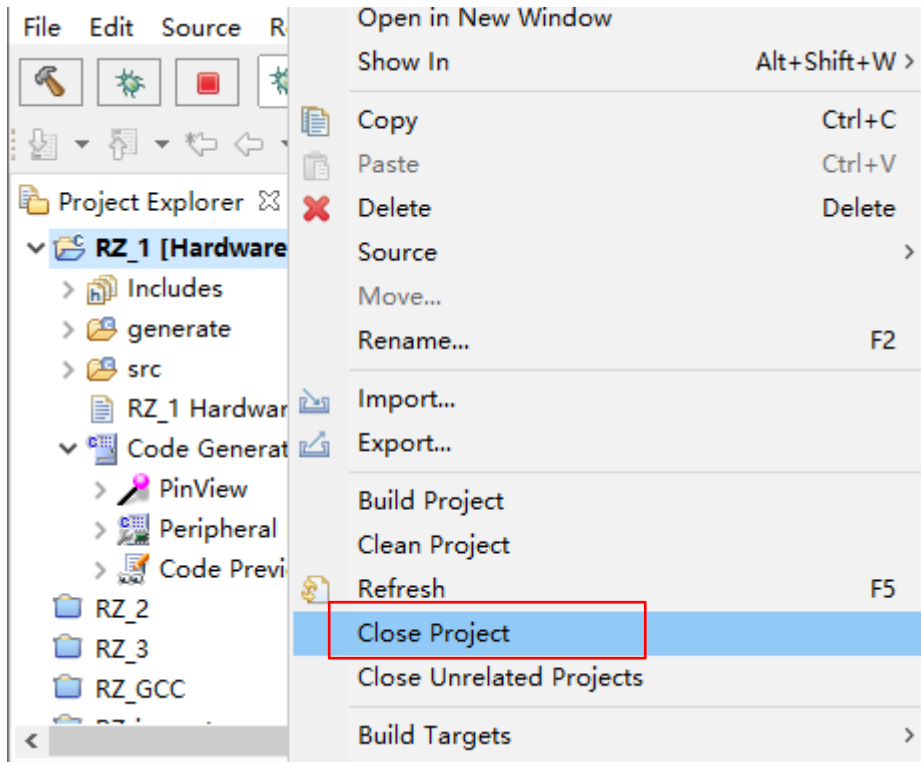 File Edit Source R
Project Explorer
RZ_1 [Hardware
Includes
generate
src
RZ_1 Hardwar
Code Generat
PinView
Peripheral
Code Previ
RZ_2
RZ_3
RZ_GCC
Open in New Window
Show In Alt+Shift+W >
Copy Ctrl+C
Paste Ctrl+V
Delete Delete
Source >
Move...
Rename... F2
Import...
Export...
Build Project
Clean Project
Refresh F5
Close Project
Close Unrelated Projects
Build Targets >